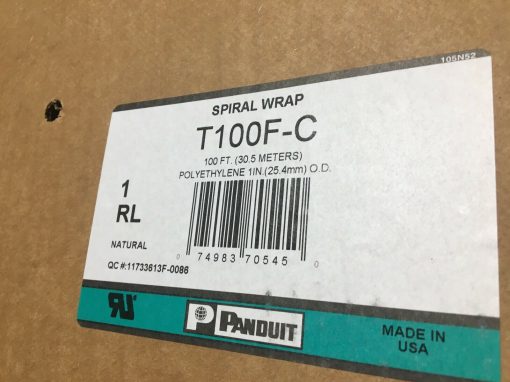 105N52
SPIRAL WRAP
T100F-C
100 FT. (30.5 METERS)
POLYETHYLENE 1IN.(25.4mm) O.D.
1
RL
NATURAL
0 74983 70545 0
QC #:11733613F-0086
P PANDUIT
MADE IN
USA